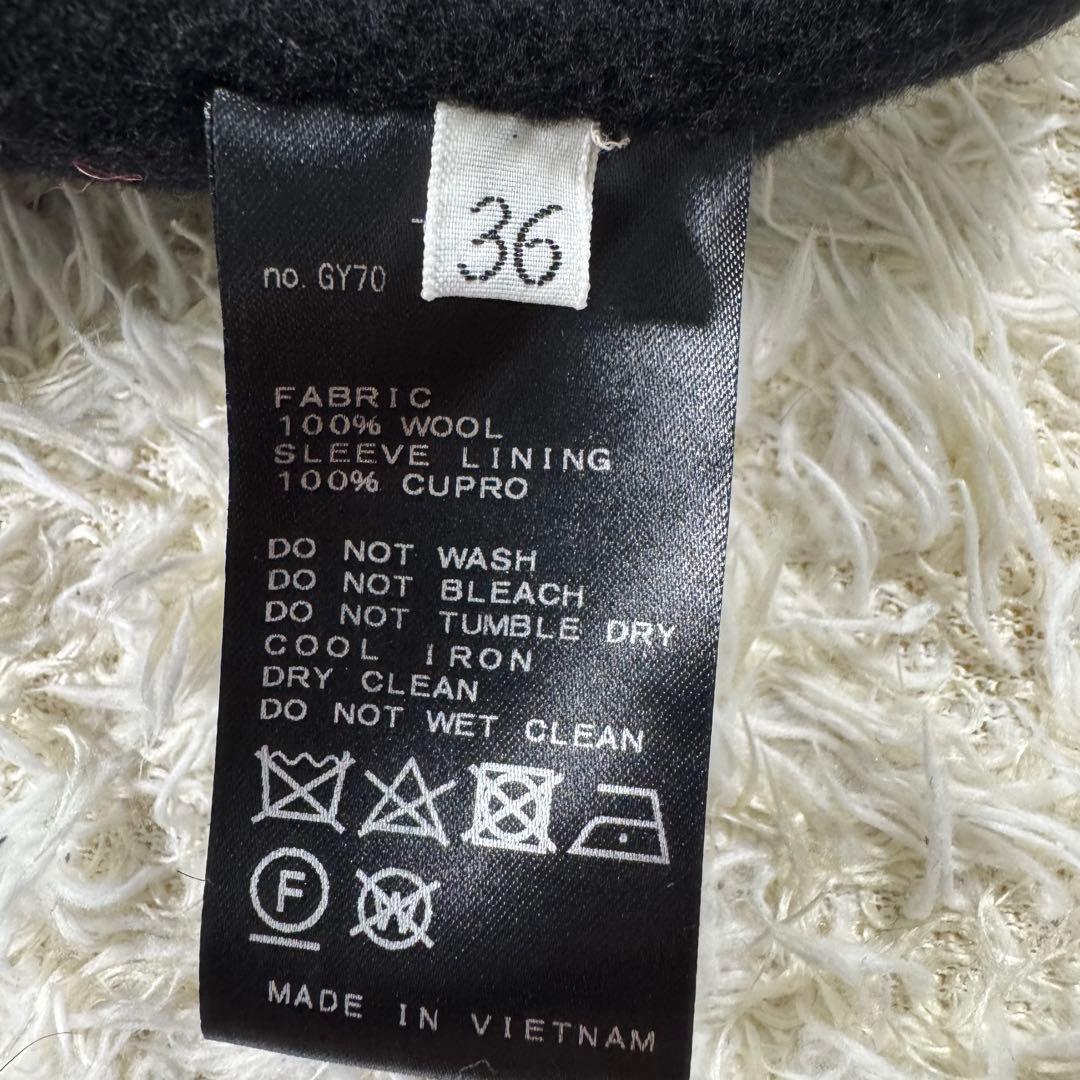 36
no. GY70
FABRIC
100% WOOL
SLEEVE LINING
100% CUPRO
DO NOT WASH
DO NOT BLEACH
DO NOT TUMBLE DRY
COOL IRON
DRY CLEAN
DO NOT WET CLEAN
F
W
MADE IN VIETNAM